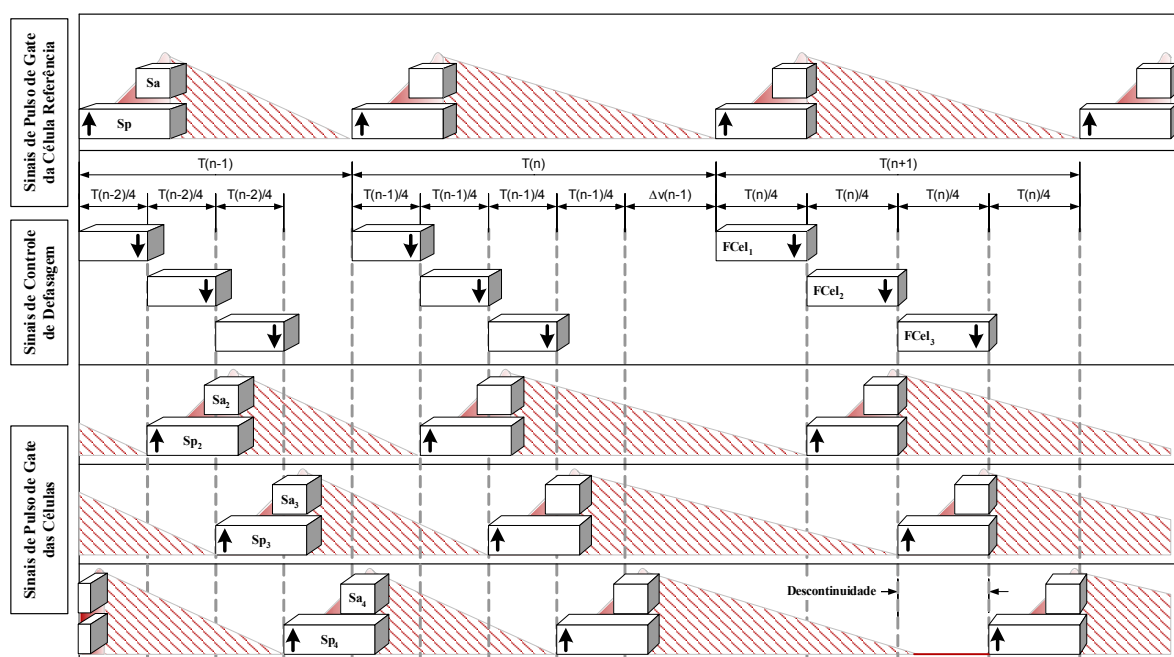 Sinais de Pulso de Gate
da Célula Referência
Sa
Sp
T(n-1)
T(n)
T(n+1)
T(n-2)/4
T(n-2)/4
T(n-2)/4
T(n-1)/4
T(n-1)/4
T(n-1)/4
T(n-1)/4
Δv(n-1)
T(n)/4
T(n)/4
T(n)/4
T(n)/4
Sinais de Controle
de Defasagem
FCel₁
FCel₂
FCel₃
Sinais de Pulso de Gate
das Células
Sa₂
Sp₂
Sa₃
Sp₃
Sa₄
Sp₄
Descontinuidade